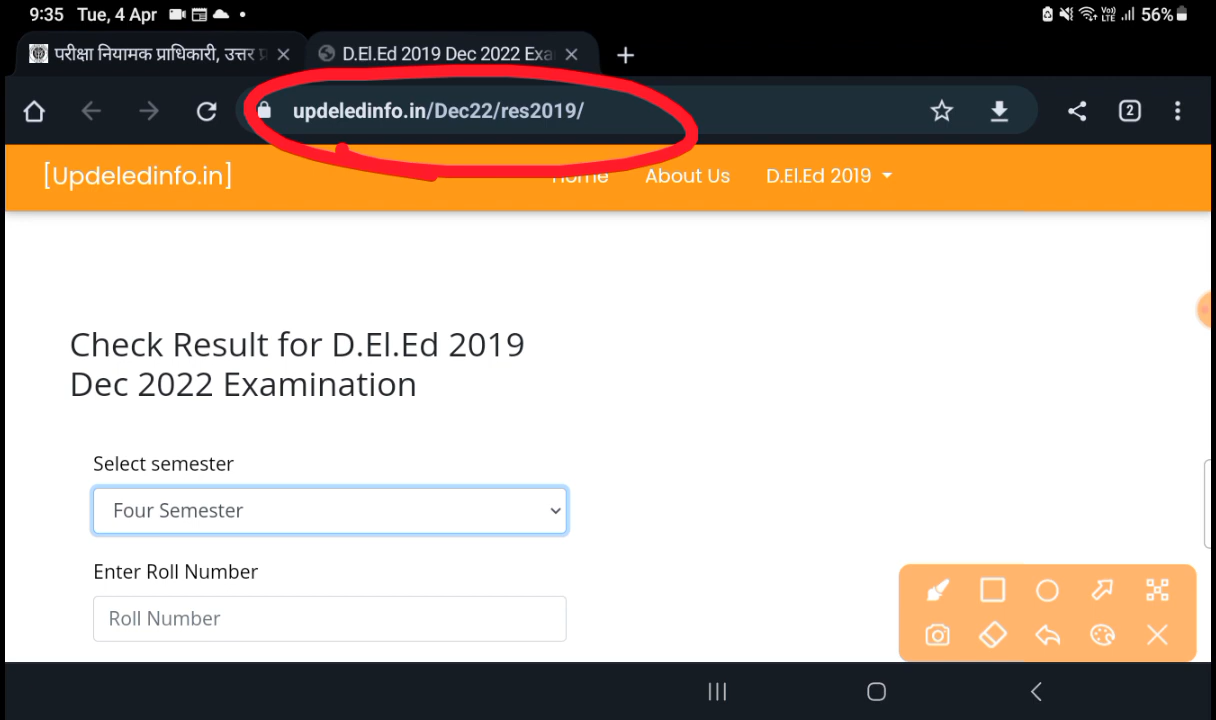 9:35 Tue, 4 Apr 56%
परीक्षा नियामक प्राधिकारी, उत्तर प्र D.El.Ed 2019 Dec 2022 Exa
updeledinfo.in/Dec22/res2019/ 2
[Updeledinfo.in] Home About Us D.El.Ed 2019
Check Result for D.El.Ed 2019
Dec 2022 Examination
Select semester
Four Semester
Enter Roll Number
Roll Number